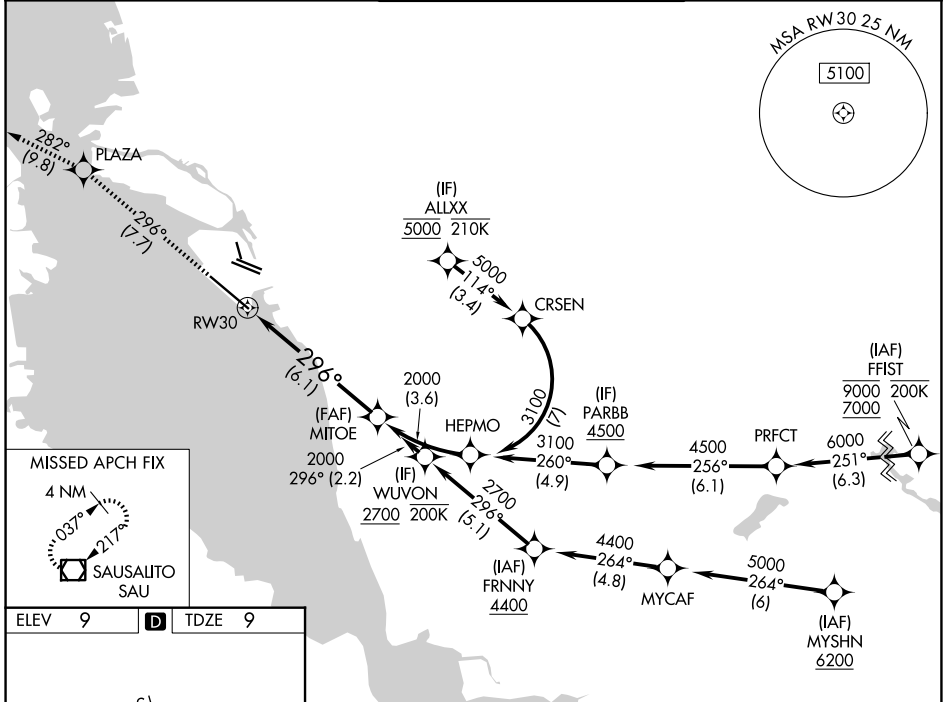 MSA RW30 25 NM
5100
282°
(9.8)
PLAZA
296°
(7.7)
RW30
(IF)
ALLXX
5000 210K
5000
114°
(3.4)
CRSEN
3100
(7)
296°
(6.1)
2000
(3.6)
(FAF)
MITOE
HEPMO
2000
296° (2.2)
(IF)
WUVON
2700 200K
3100
260°
(4.9)
(IF)
PARBB
4500
4500
256°
(6.1)
PRFCT
6000
251°
(6.3)
(IAF)
FFIST
9000 200K
7000
2700
296°
(5.1)
(IAF)
FRNNY
4400
4400
264°
(4.8)
MYCAF
5000
264°
(6)
(IAF)
MYSHN
6200
MISSED APCH FIX
4 NM
037°
217°
SAUSALITO
SAU
ELEV 9 D TDZE 9